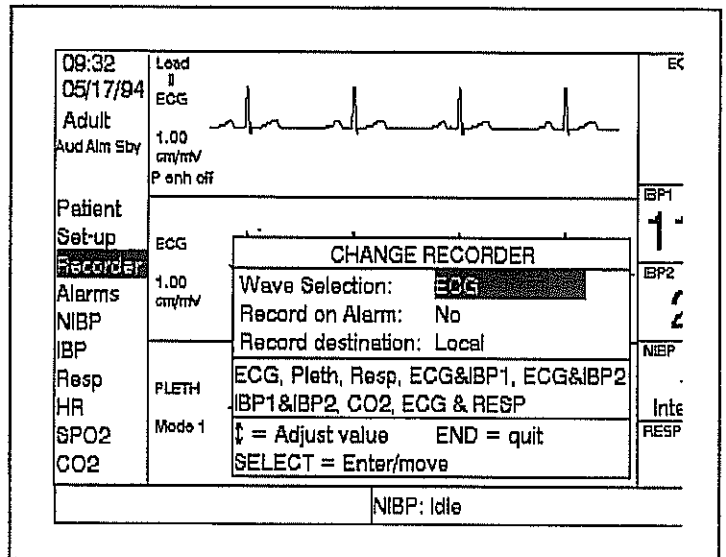 09:32
05/17/94
Adult
Aud Alm Sby
Patient
Set-up
Recorder
Alarms
NIBP
IBP
Resp
HR
SPO2
CO2
Lead
II
ECG
1.00
cm/mV
P enh off
ECG
1.00
cm/mV
PLETH
Mode 1
CHANGE RECORDER
Wave Selection: ECG
Record on Alarm: No
Record destination: Local
ECG, Pleth, Resp, ECG&IBP1, ECG&IBP2
IBP1&IBP2, CO2, ECG & RESP
↕ = Adjust value END = quit
SELECT = Enter/move
IBP1
IBP2
NIBP
Inte
RESP
NIBP: Idle